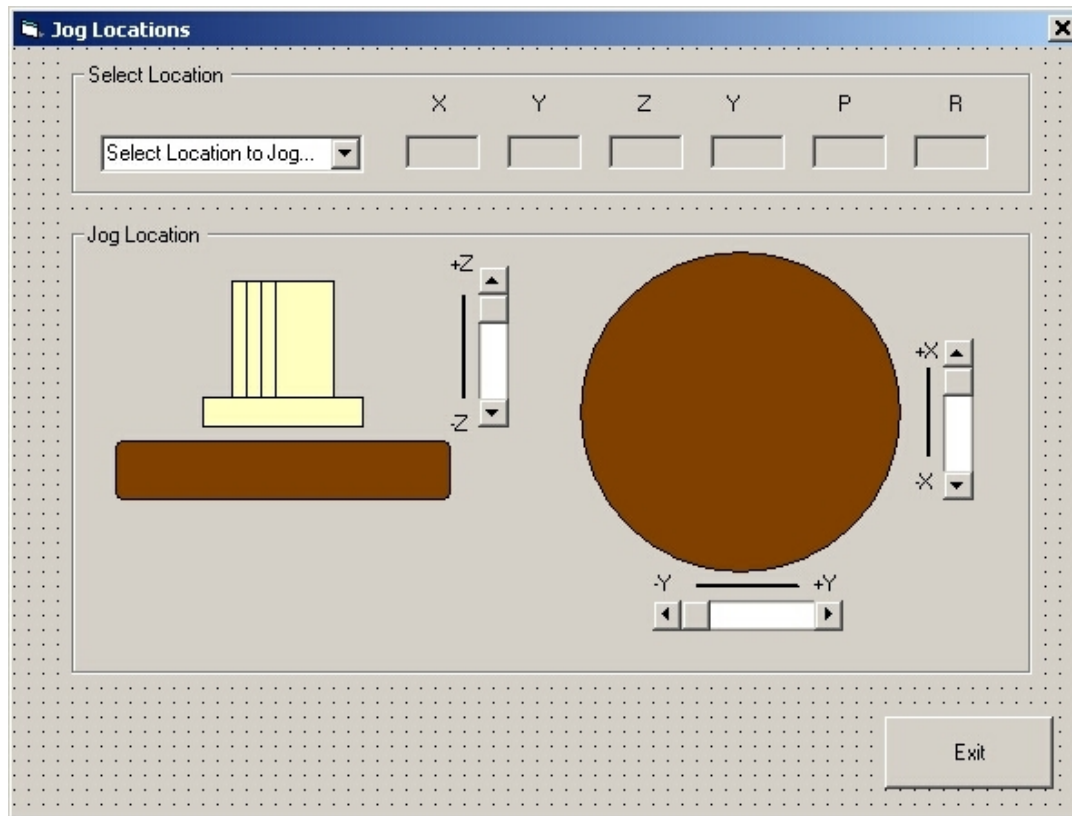 Jog Locations
Select Location
X Y Z Y P R
Select Location to Jog...
Jog Location
+Z
-Z
+X
-X
-Y +Y
Exit